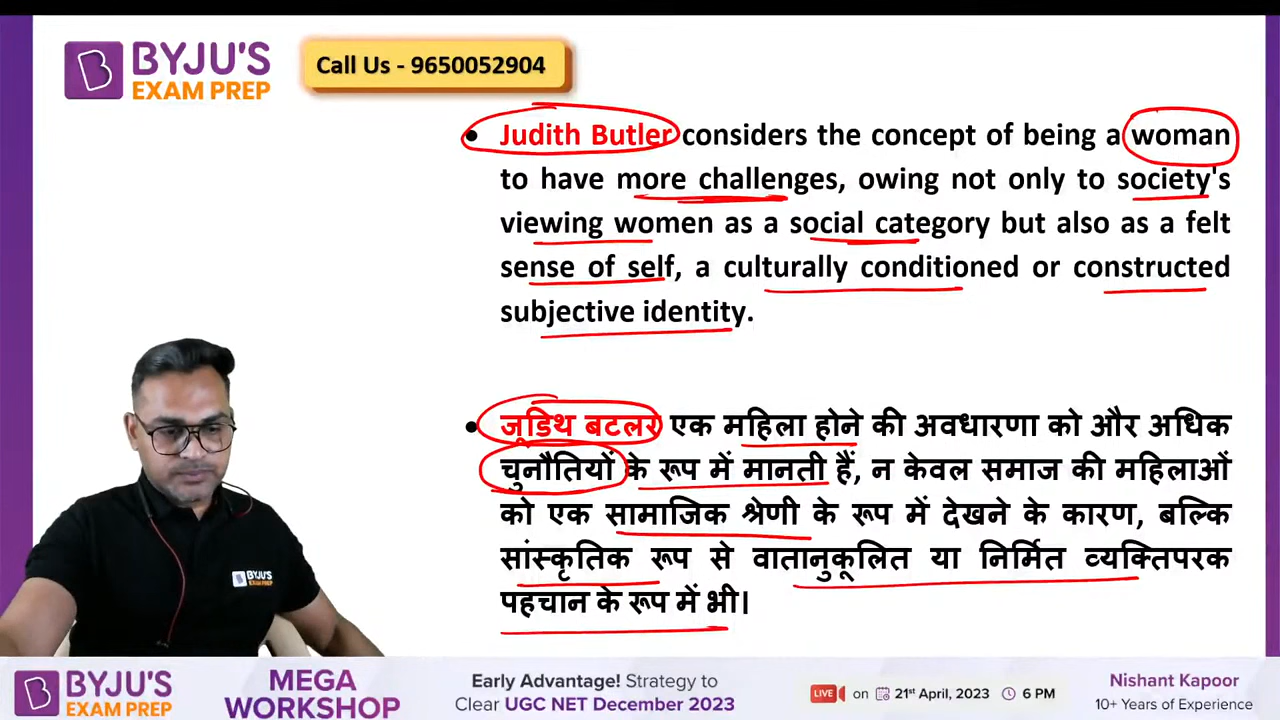 BYJU'S
EXAM PREP
Call Us - 9650052904
• Judith Butler considers the concept of being a woman
to have more challenges, owing not only to society's
viewing women as a social category but also as a felt
sense of self, a culturally conditioned or constructed
subjective identity.
• जूडिथ बटलर एक महिला होने की अवधारणा को और अधिक
चुनौतियों के रूप में मानती हैं, न केवल समाज की महिलाओं
को एक सामाजिक श्रेणी के रूप में देखने के कारण, बल्कि
सांस्कृतिक रूप से वातानुकूलित या निर्मित व्यक्तिपरक
पहचान के रूप में भी।
BYJU'S
BYJU'S
EXAM PREP
MEGA
WORKSHOP
Early Advantage! Strategy to
Clear UGC NET December 2023
LIVE on 21st April, 2023 6 PM
Nishant Kapoor
10+ Years of Experience